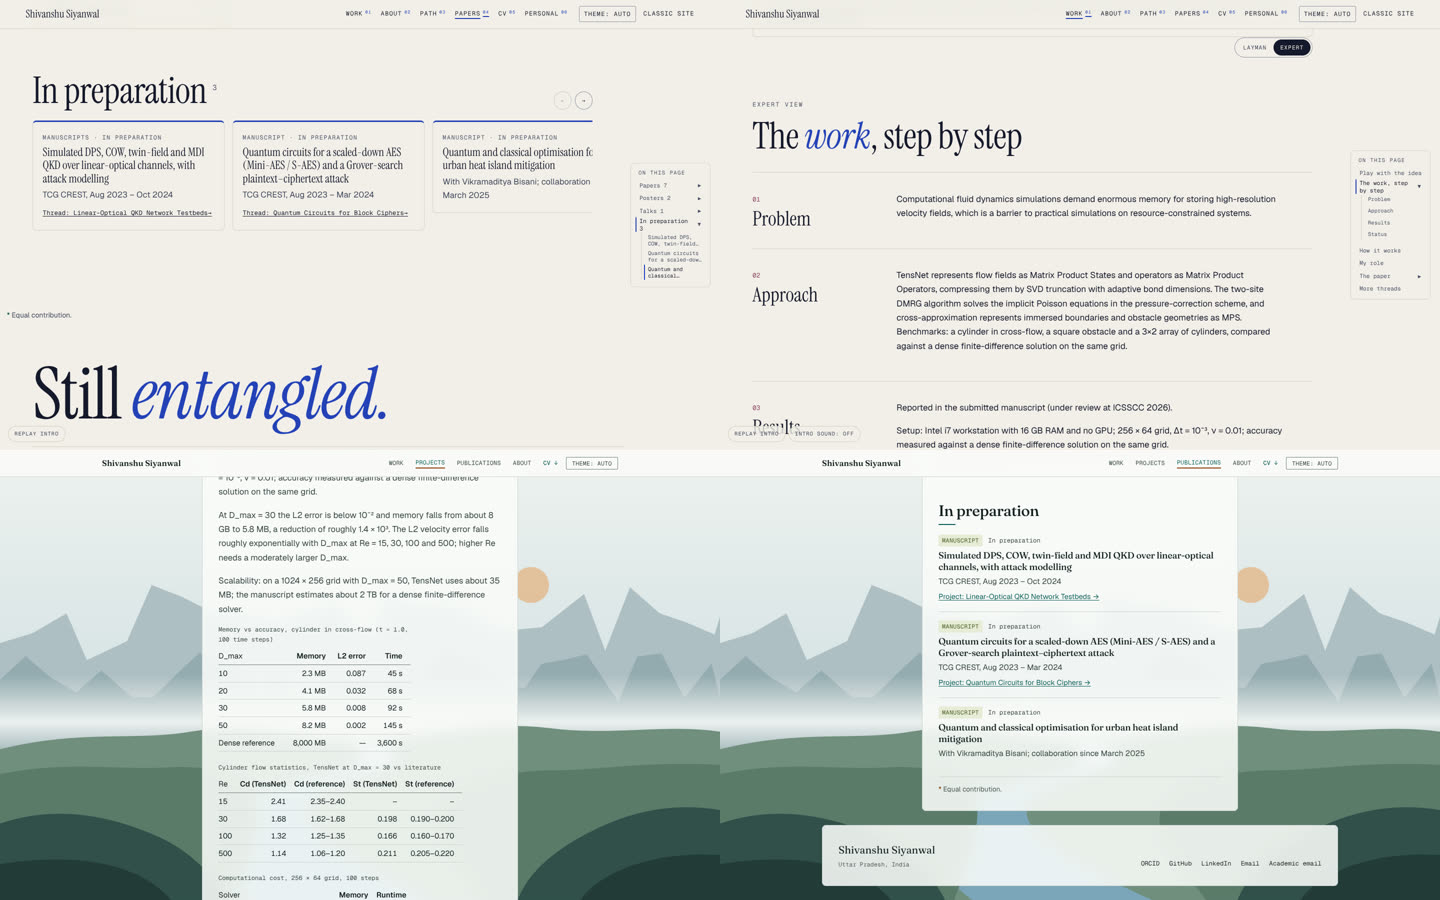 Shivanshu Siyanwal
WORK 01 ABOUT 02 PATH 03 PAPERS 04 CV 05 PERSONAL 06 THEME: AUTO CLASSIC SITE
In preparation 3
← →
MANUSCRIPTS · IN PREPARATION
Simulated DPS, COW, twin-field and MDI
QKD over linear-optical channels, with
attack modelling
TCG CREST, Aug 2023 – Oct 2024
Thread: Linear-Optical QKD Network Testbeds→
MANUSCRIPT · IN PREPARATION
Quantum circuits for a scaled-down AES
(Mini-AES / S-AES) and a Grover-search
plaintext–ciphertext attack
TCG CREST, Aug 2023 – Mar 2024
Thread: Quantum Circuits for Block Ciphers→
MANUSCRIPT · IN PREPARATION
Quantum and classical optimisation fo
urban heat island mitigation
With Vikramaditya Bisani; collaboration
March 2025
ON THIS PAGE
Papers 7 ▶
Posters 2 ▶
Talks 1 ▶
In preparation ▼
3
Simulated DPS,
COW, twin-field…
Quantum circuits
for a scaled-dow…
Quantum and
classical…
* Equal contribution.
Still entangled.
REPLAY INTRO
Shivanshu Siyanwal
WORK 01 ABOUT 02 PATH 03 PAPERS 04 CV 05 PERSONAL 06 THEME: AUTO CLASSIC SITE
LAYMAN EXPERT
EXPERT VIEW
The work, step by step
01
Problem
Computational fluid dynamics simulations demand enormous memory for storing high-resolution
velocity fields, which is a barrier to practical simulations on resource-constrained systems.
02
Approach
TensNet represents flow fields as Matrix Product States and operators as Matrix Product
Operators, compressing them by SVD truncation with adaptive bond dimensions. The two-site
DMRG algorithm solves the implicit Poisson equations in the pressure-correction scheme, and
cross-approximation represents immersed boundaries and obstacle geometries as MPS.
Benchmarks: a cylinder in cross-flow, a square obstacle and a 3×2 array of cylinders, compared
against a dense finite-difference solution on the same grid.
03
Results
Reported in the submitted manuscript (under review at ICSSCC 2026).
Setup: Intel i7 workstation with 16 GB RAM and no GPU; 256 × 64 grid, Δt = 10⁻³, ν = 0.01; accuracy
measured against a dense finite-difference solution on the same grid.
REPLAY INTRO INTRO SOUND: OFF
ON THIS PAGE
Play with the idea
The work, step ▼
by step
Problem
Approach
Results
Status
How it works
My role
The paper ▶
More threads
Shivanshu Siyanwal
WORK PROJECTS PUBLICATIONS ABOUT CV ↓ THEME: AUTO
= 10⁻³, ν = 0.01; accuracy measured against a dense finite-difference
solution on the same grid.
At D_max = 30 the L2 error is below 10⁻² and memory falls from about 8
GB to 5.8 MB, a reduction of roughly 1.4 × 10³. The L2 velocity error falls
roughly exponentially with D_max at Re = 15, 30, 100 and 500; higher Re
needs a moderately larger D_max.
Scalability: on a 1024 × 256 grid with D_max = 50, TensNet uses about 35
MB; the manuscript estimates about 2 TB for a dense finite-difference
solver.
Memory vs accuracy, cylinder in cross-flow (t = 1.0,
100 time steps)
D_max Memory L2 error Time
10 2.3 MB 0.087 45 s
20 4.1 MB 0.032 68 s
30 5.8 MB 0.008 92 s
50 8.2 MB 0.002 145 s
Dense reference 8,000 MB — 3,600 s
Cylinder flow statistics, TensNet at D_max = 30 vs literature
Re Cd (TensNet) Cd (reference) St (TensNet) St (reference)
15 2.41 2.35–2.40 – –
30 1.68 1.62–1.68 0.198 0.190–0.200
100 1.32 1.25–1.35 0.166 0.160–0.170
500 1.14 1.06–1.20 0.211 0.205–0.220
Computational cost, 256 × 64 grid, 100 steps
Solver Memory Runtime
Shivanshu Siyanwal
WORK PROJECTS PUBLICATIONS ABOUT CV ↓ THEME: AUTO
In preparation
MANUSCRIPT In preparation
Simulated DPS, COW, twin-field and MDI QKD over linear-optical
channels, with attack modelling
TCG CREST, Aug 2023 – Oct 2024
Project: Linear-Optical QKD Network Testbeds →
MANUSCRIPT In preparation
Quantum circuits for a scaled-down AES (Mini-AES / S-AES) and a
Grover-search plaintext–ciphertext attack
TCG CREST, Aug 2023 – Mar 2024
Project: Quantum Circuits for Block Ciphers →
MANUSCRIPT In preparation
Quantum and classical optimisation for urban heat island
mitigation
With Vikramaditya Bisani; collaboration since March 2025
* Equal contribution.
Shivanshu Siyanwal
Uttar Pradesh, India
ORCID GitHub LinkedIn Email Academic email